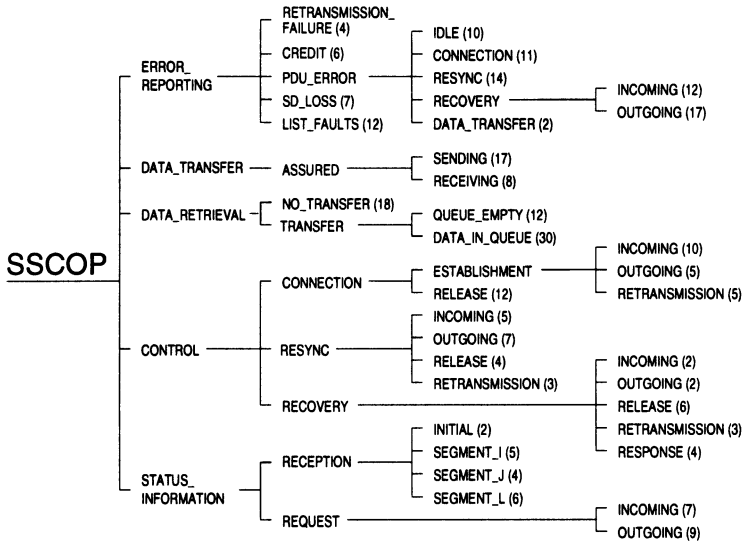 SSCOP
ERROR_
REPORTING
RETRANSMISSION_
FAILURE (4)
CREDIT (6)
PDU_ERROR
IDLE (10)
CONNECTION (11)
RESYNC (14)
RECOVERY
INCOMING (12)
OUTGOING (17)
DATA_TRANSFER (2)
SD_LOSS (7)
LIST_FAULTS (12)
DATA_TRANSFER
ASSURED
SENDING (17)
RECEIVING (8)
DATA_RETRIEVAL
NO_TRANSFER (18)
TRANSFER
QUEUE_EMPTY (12)
DATA_IN_QUEUE (30)
CONTROL
CONNECTION
ESTABLISHMENT
INCOMING (10)
OUTGOING (5)
RETRANSMISSION (5)
RELEASE (12)
RESYNC
INCOMING (5)
OUTGOING (7)
RELEASE (4)
RETRANSMISSION (3)
RECOVERY
INCOMING (2)
OUTGOING (2)
RELEASE (6)
RETRANSMISSION (3)
RESPONSE (4)
STATUS_
INFORMATION
RECEPTION
INITIAL (2)
SEGMENT_I (5)
SEGMENT_J (4)
SEGMENT_L (6)
REQUEST
INCOMING (7)
OUTGOING (9)